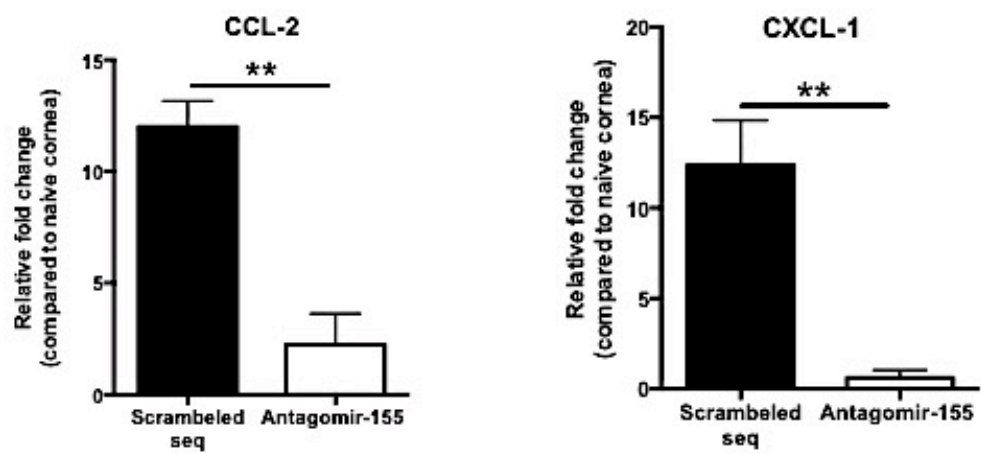 CCL-2
Relative fold change
(compared to naive cornea)
15
10
5
0
**
Scrambeled
seq
Antagomir-155
CXCL-1
Relative fold change
(compared to naive cornea)
20
15
10
5
0
**
Scrambeled
seq
Antagomir-155